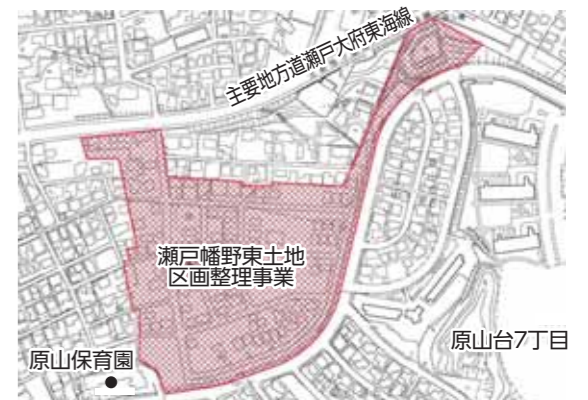 主要地方道瀬戸大府東海線
瀬戸幡野東土地
区画整理事業
原山台7丁目
原山保育園